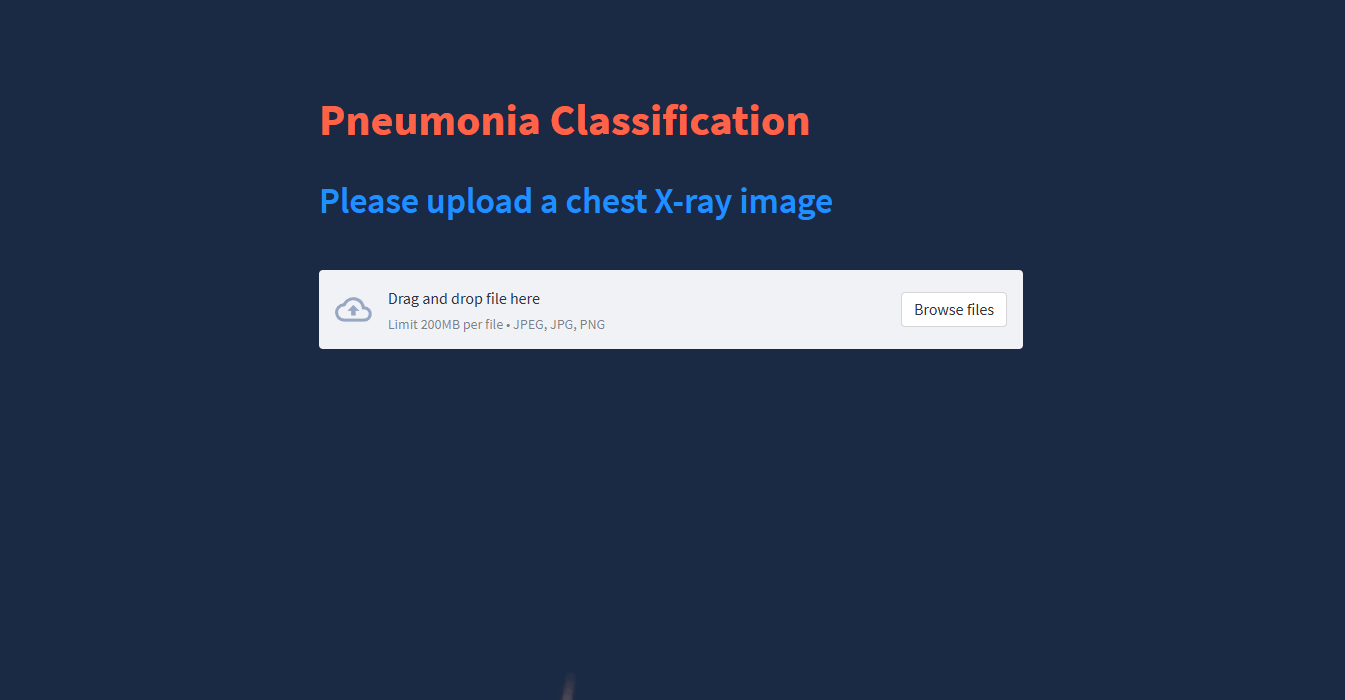 Pneumonia Classification
Please upload a chest X-ray image
Drag and drop file here
Limit 200MB per file • JPEG, JPG, PNG
Browse files